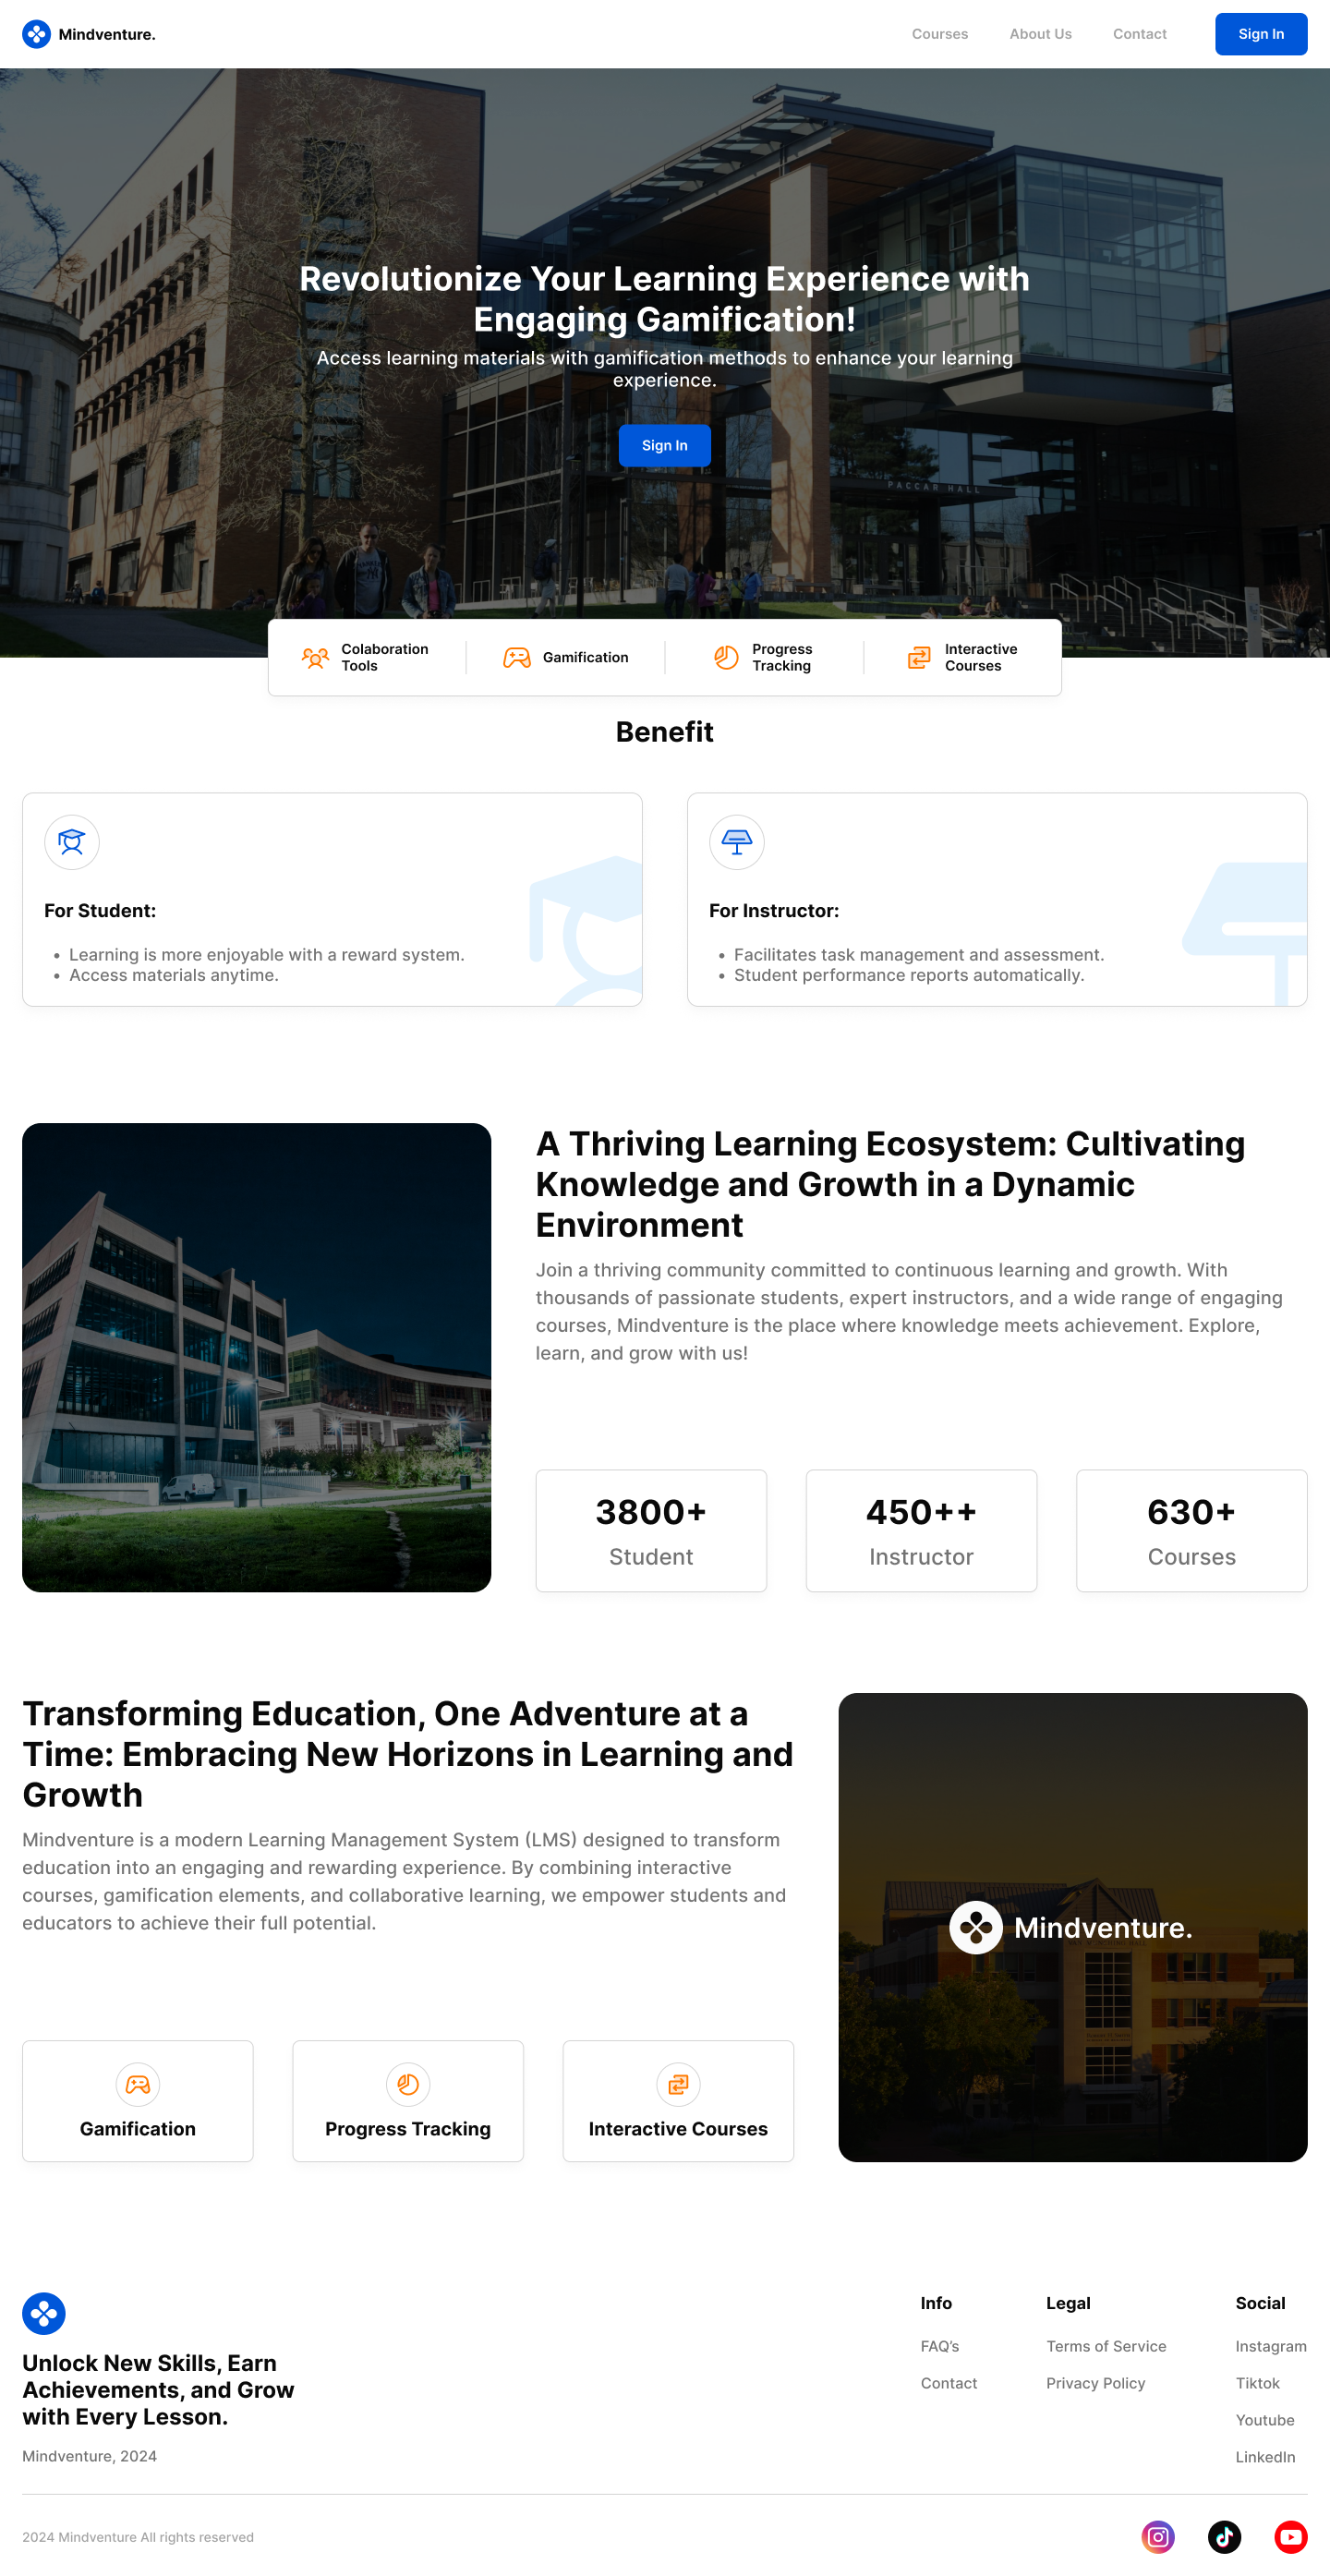 Mindventure.
Courses
About Us
Contact
Sign In
Revolutionize Your Learning Experience with
Engaging Gamification!
Access learning materials with gamification methods to enhance your learning
experience.
Sign In
PACCAR HALL
Colaboration
Tools
Gamification
Progress
Tracking
Interactive
Courses
Benefit
For Student:
• Learning is more enjoyable with a reward system.
• Access materials anytime.
For Instructor:
• Facilitates task management and assessment.
• Student performance reports automatically.
A Thriving Learning Ecosystem: Cultivating
Knowledge and Growth in a Dynamic
Environment
Join a thriving community committed to continuous learning and growth. With
thousands of passionate students, expert instructors, and a wide range of engaging
courses, Mindventure is the place where knowledge meets achievement. Explore,
learn, and grow with us!
3800+
Student
450++
Instructor
630+
Courses
Transforming Education, One Adventure at a
Time: Embracing New Horizons in Learning and
Growth
Mindventure is a modern Learning Management System (LMS) designed to transform
education into an engaging and rewarding experience. By combining interactive
courses, gamification elements, and collaborative learning, we empower students and
educators to achieve their full potential.
Gamification
Progress Tracking
Interactive Courses
Mindventure.
Unlock New Skills, Earn
Achievements, and Grow
with Every Lesson.
Mindventure, 2024
Info
FAQ's
Contact
Legal
Terms of Service
Privacy Policy
Social
Instagram
Tiktok
Youtube
LinkedIn
2024 Mindventure All rights reserved